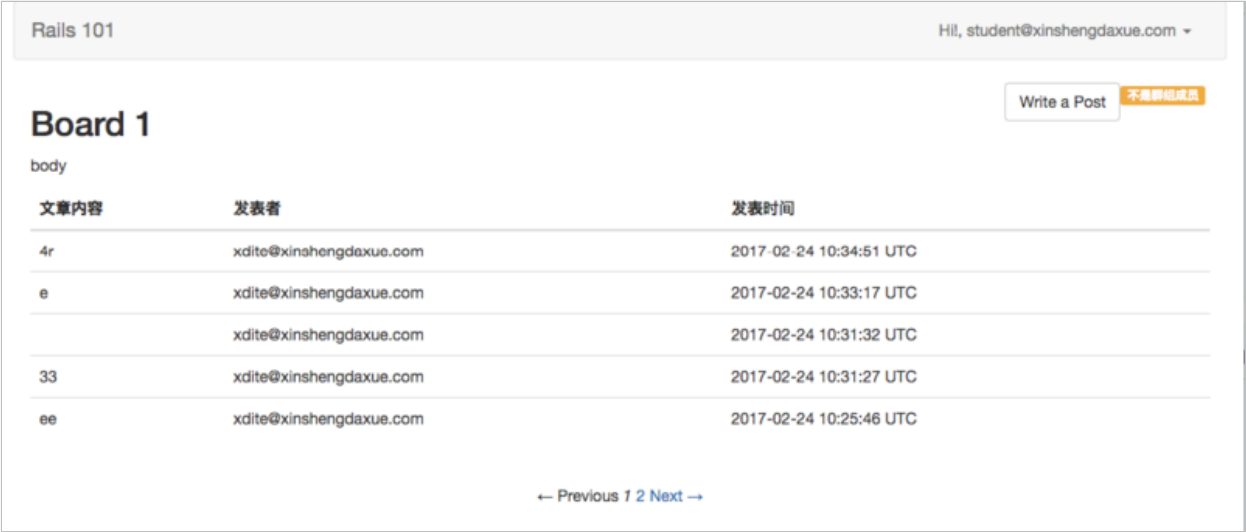 Rails 101 Hi!, student@xinshengdaxue.com
Write a Post 不是群组成员
Board 1
body
文章内容 发表者 发表时间
4r xdite@xinshengdaxue.com 2017-02-24 10:34:51 UTC
e xdite@xinshengdaxue.com 2017-02-24 10:33:17 UTC
xdite@xinshengdaxue.com 2017-02-24 10:31:32 UTC
33 xdite@xinshengdaxue.com 2017-02-24 10:31:27 UTC
ee xdite@xinshengdaxue.com 2017-02-24 10:25:46 UTC
← Previous 1 2 Next →